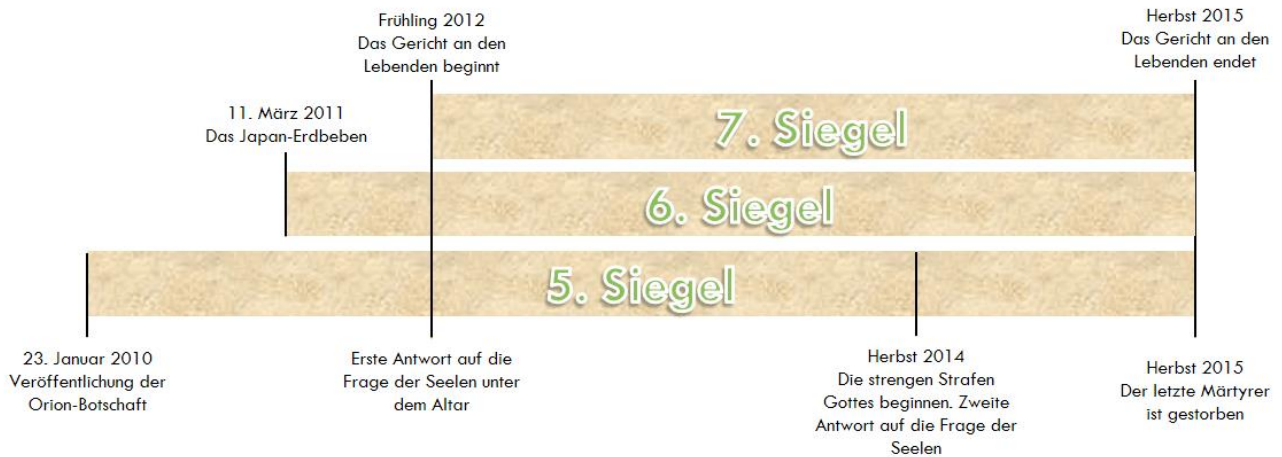 Frühling 2012
Das Gericht an den
Lebenden beginnt
Herbst 2015
Das Gericht an den
Lebenden endet
11. März 2011
Das Japan-Erdbeben
7. Siegel
6. Siegel
5. Siegel
23. Januar 2010
Veröffentlichung der
Orion-Botschaft
Erste Antwort auf die
Frage der Seelen unter
dem Altar
Herbst 2014
Die strengen Strafen
Gottes beginnen. Zweite
Antwort auf die Frage der
Seelen
Herbst 2015
Der letzte Märtyrer
ist gestorben